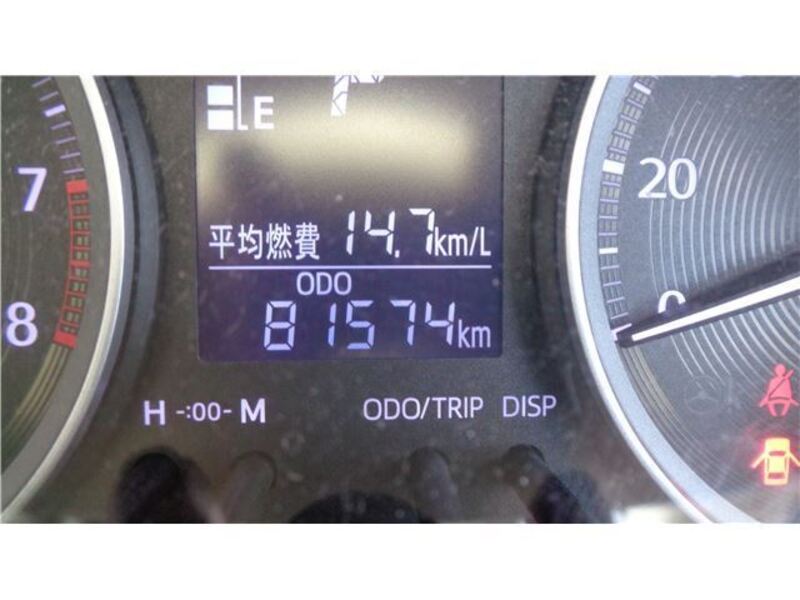 E
7
20
平均燃費 14.7km/L
ODO
81574km
8
0
H -:00- M ODO/TRIP DISP